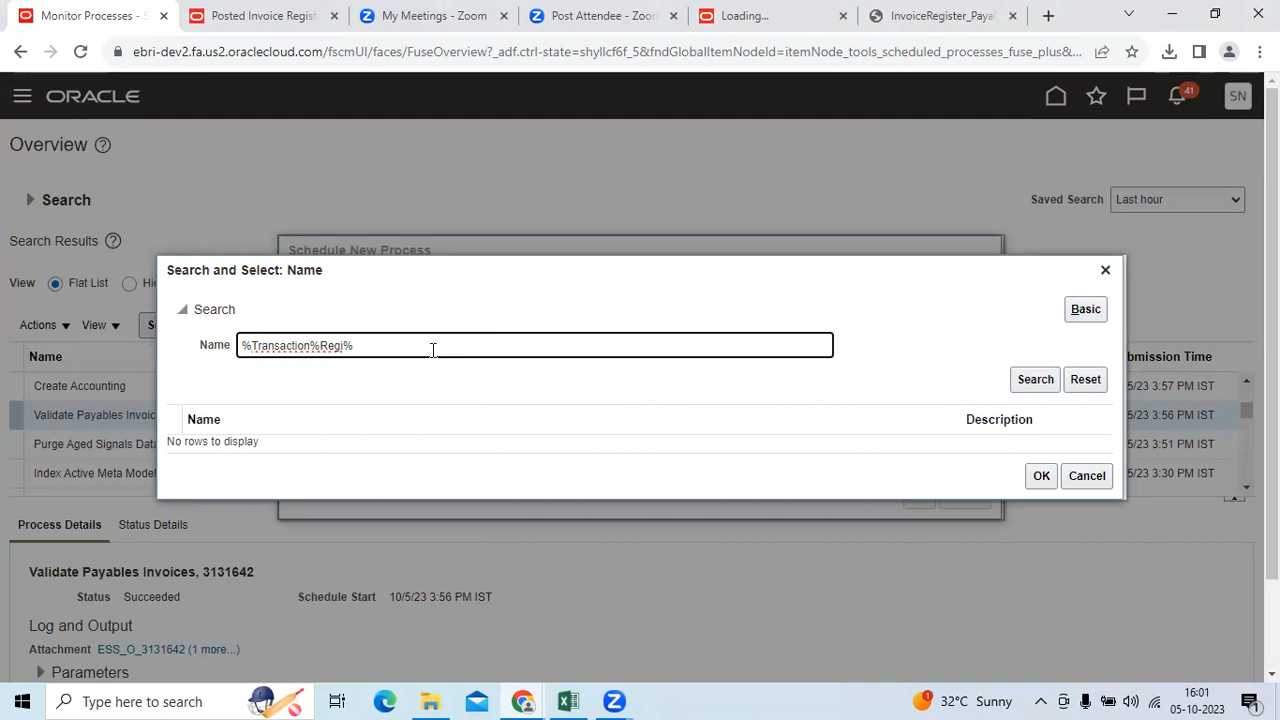 Monitor Processes - S
Posted Invoice Regist
My Meetings - Zoom
Post Attendee - Zoo
Loading...
InvoiceRegister_Payal
ebri-dev2.fa.us2.oraclecloud.com/fscmUI/faces/FuseOverview?_adf.ctrl-state=shyllcf6f_5&fndGlobalItemNodeId=itemNode_tools_scheduled_processes_fuse_plus&...
ORACLE
41
SN
Overview
Search
Saved Search Last hour
Search Results
View Flat List Hi
Actions View S
Schedule New Process
Search and Select: Name
Search
Basic
Name %Transaction%Regi%
Search Reset
Name Description
No rows to display
OK Cancel
Name
bmission Time
Create Accounting
5/23 3:57 PM IST
Validate Payables Invoic
5/23 3:56 PM IST
Purge Aged Signals Data
5/23 3:51 PM IST
Index Active Meta Model
5/23 3:30 PM IST
Process Details Status Details
Validate Payables Invoices, 3131642
Status Succeeded Schedule Start 10/5/23 3:56 PM IST
Log and Output
Attachment ESS_O_3131642 (1 more...)
Parameters
Type here to search
32°C Sunny
16:01
05-10-2023
1